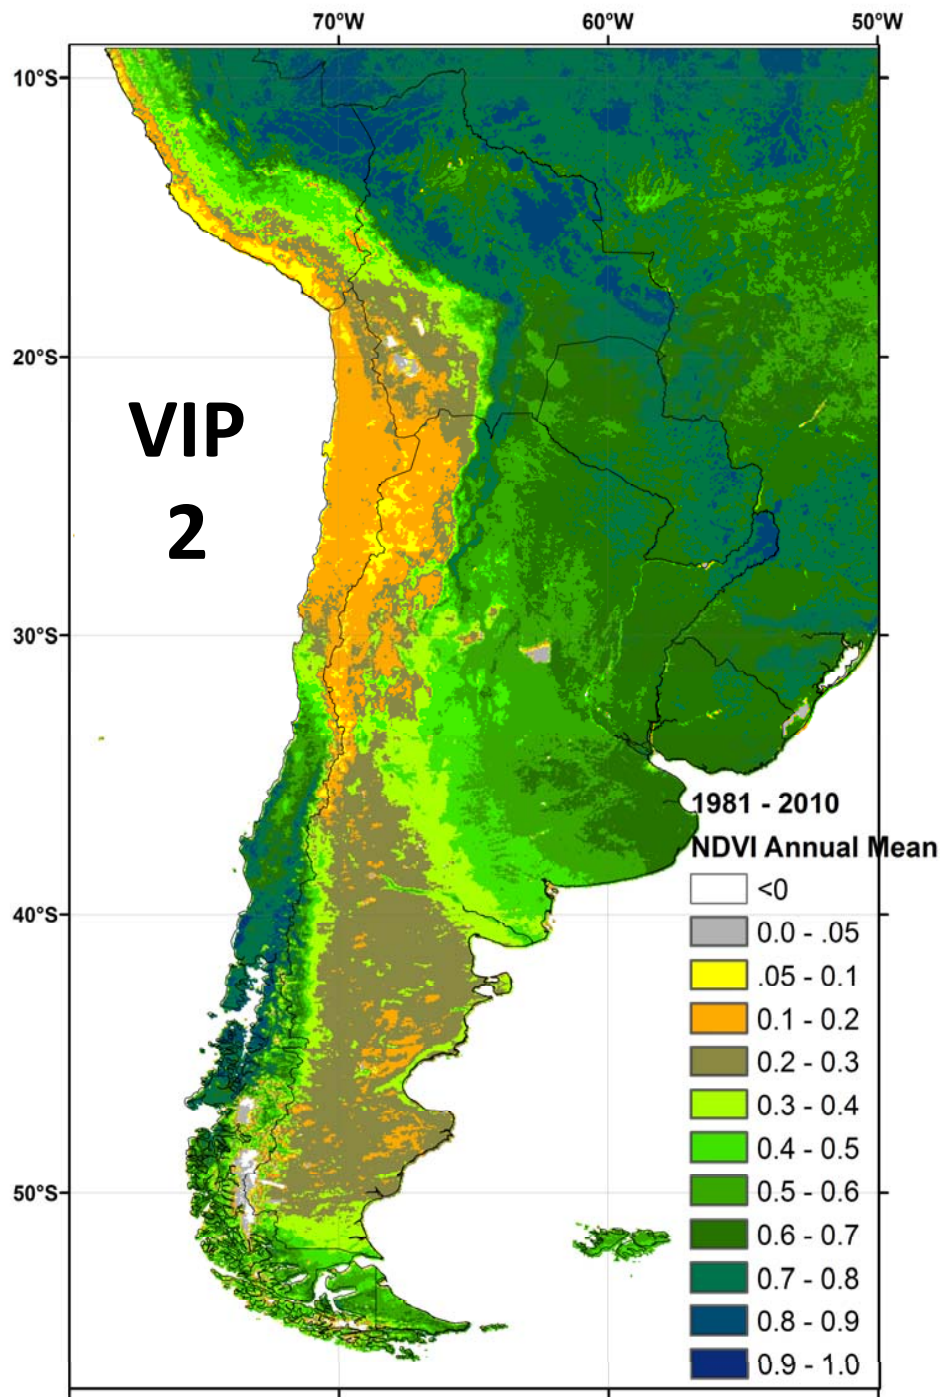 70°W 60°W 50°W
10°S
20°S
VIP
2
30°S
1981 - 2010
NDVI Annual Mean
<0
40°S
0.0 - .05
.05 - 0.1
0.1 - 0.2
0.2 - 0.3
0.3 - 0.4
0.4 - 0.5
50°S
0.5 - 0.6
0.6 - 0.7
0.7 - 0.8
0.8 - 0.9
0.9 - 1.0